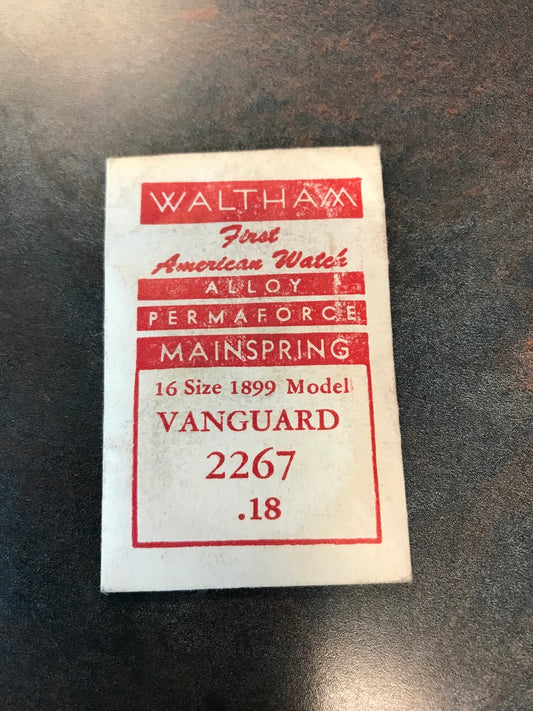 WALTHAM
First
American Watch
ALLOY
PERMAFORCE
MAINSPRING
16 Size 1899 Model
VANGUARD
2267
.18